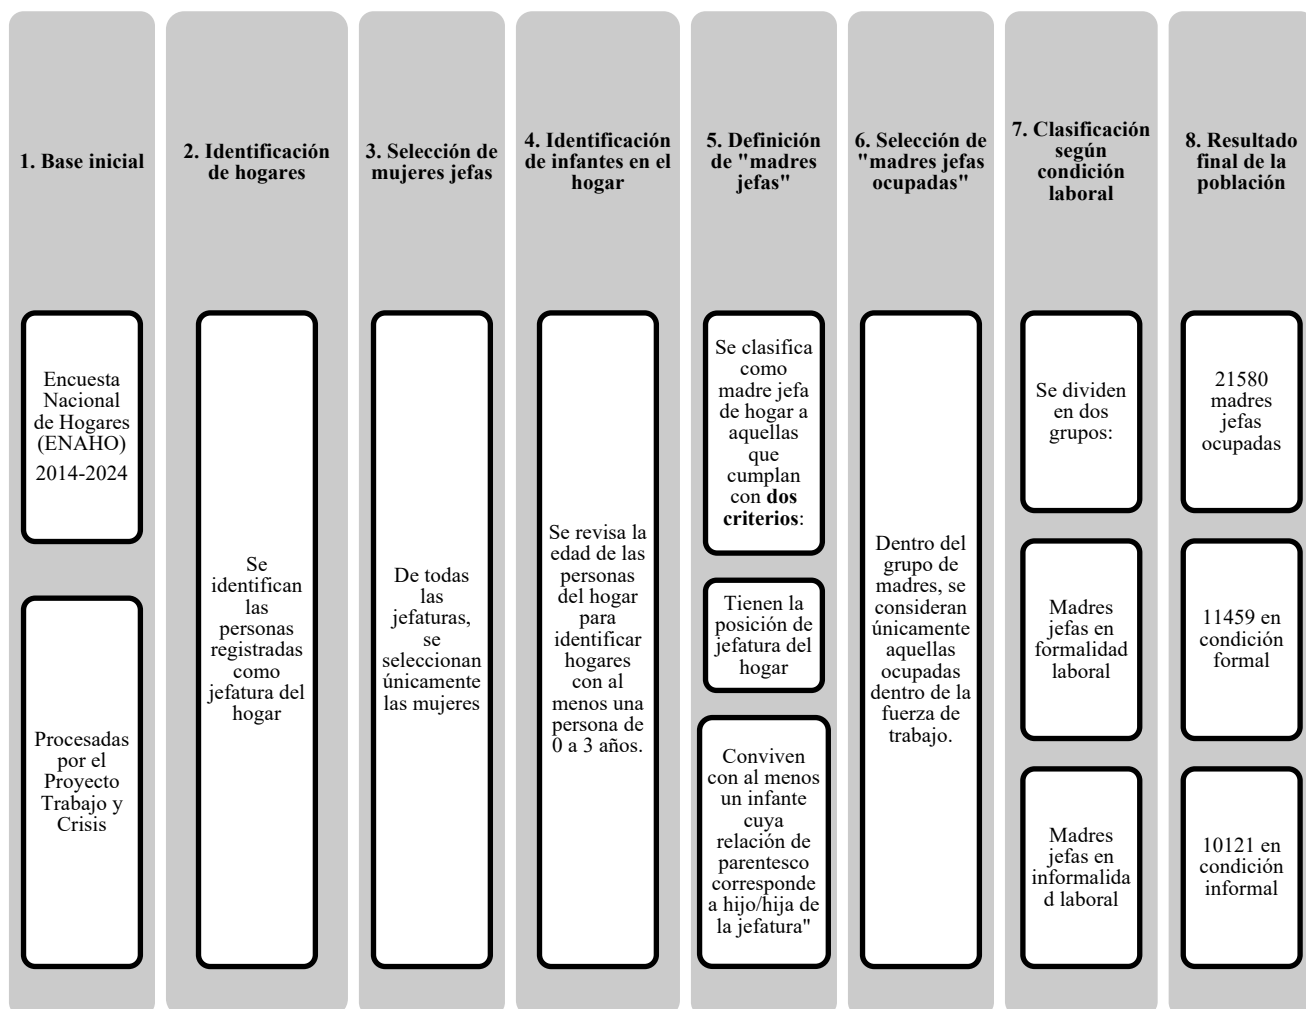 1. Base inicial
Encuesta
Nacional
de Hogares
(ENAHO)
2014-2024
Procesadas
por el
Proyecto
Trabajo y
Crisis
2. Identificación
de hogares
Se
identifican
las
personas
registradas
como
jefatura del
hogar
3. Selección de
mujeres jefas
De todas
las
jefaturas,
se
seleccionan
únicamente
las mujeres
4. Identificación
de infantes en el
hogar
Se revisa la
edad de las
personas
del hogar
para
identificar
hogares
con al
menos una
persona de
0 a 3 años.
5. Definición
de "madres
jefas"
Se clasifica
como
madre jefa
de hogar a
aquellas
que
cumplan
con dos
criterios:
Tienen la
posición de
jefatura del
hogar
Conviven
con al menos
un infante
cuya
relación de
parentesco
corresponde
a hijo/hija de
la jefatura"
6. Selección de
"madres jefas
ocupadas"
Dentro del
grupo de
madres, se
consideran
únicamente
aquellas
ocupadas
dentro de la
fuerza de
trabajo.
7. Clasificación
según
condición
laboral
Se dividen
en dos
grupos:
Madres
jefas en
formalidad
laboral
Madres
jefas en
informalida
d laboral
8. Resultado
final de la
población
21580
madres
jefas
ocupadas
11459 en
condición
formal
10121 en
condición
informal